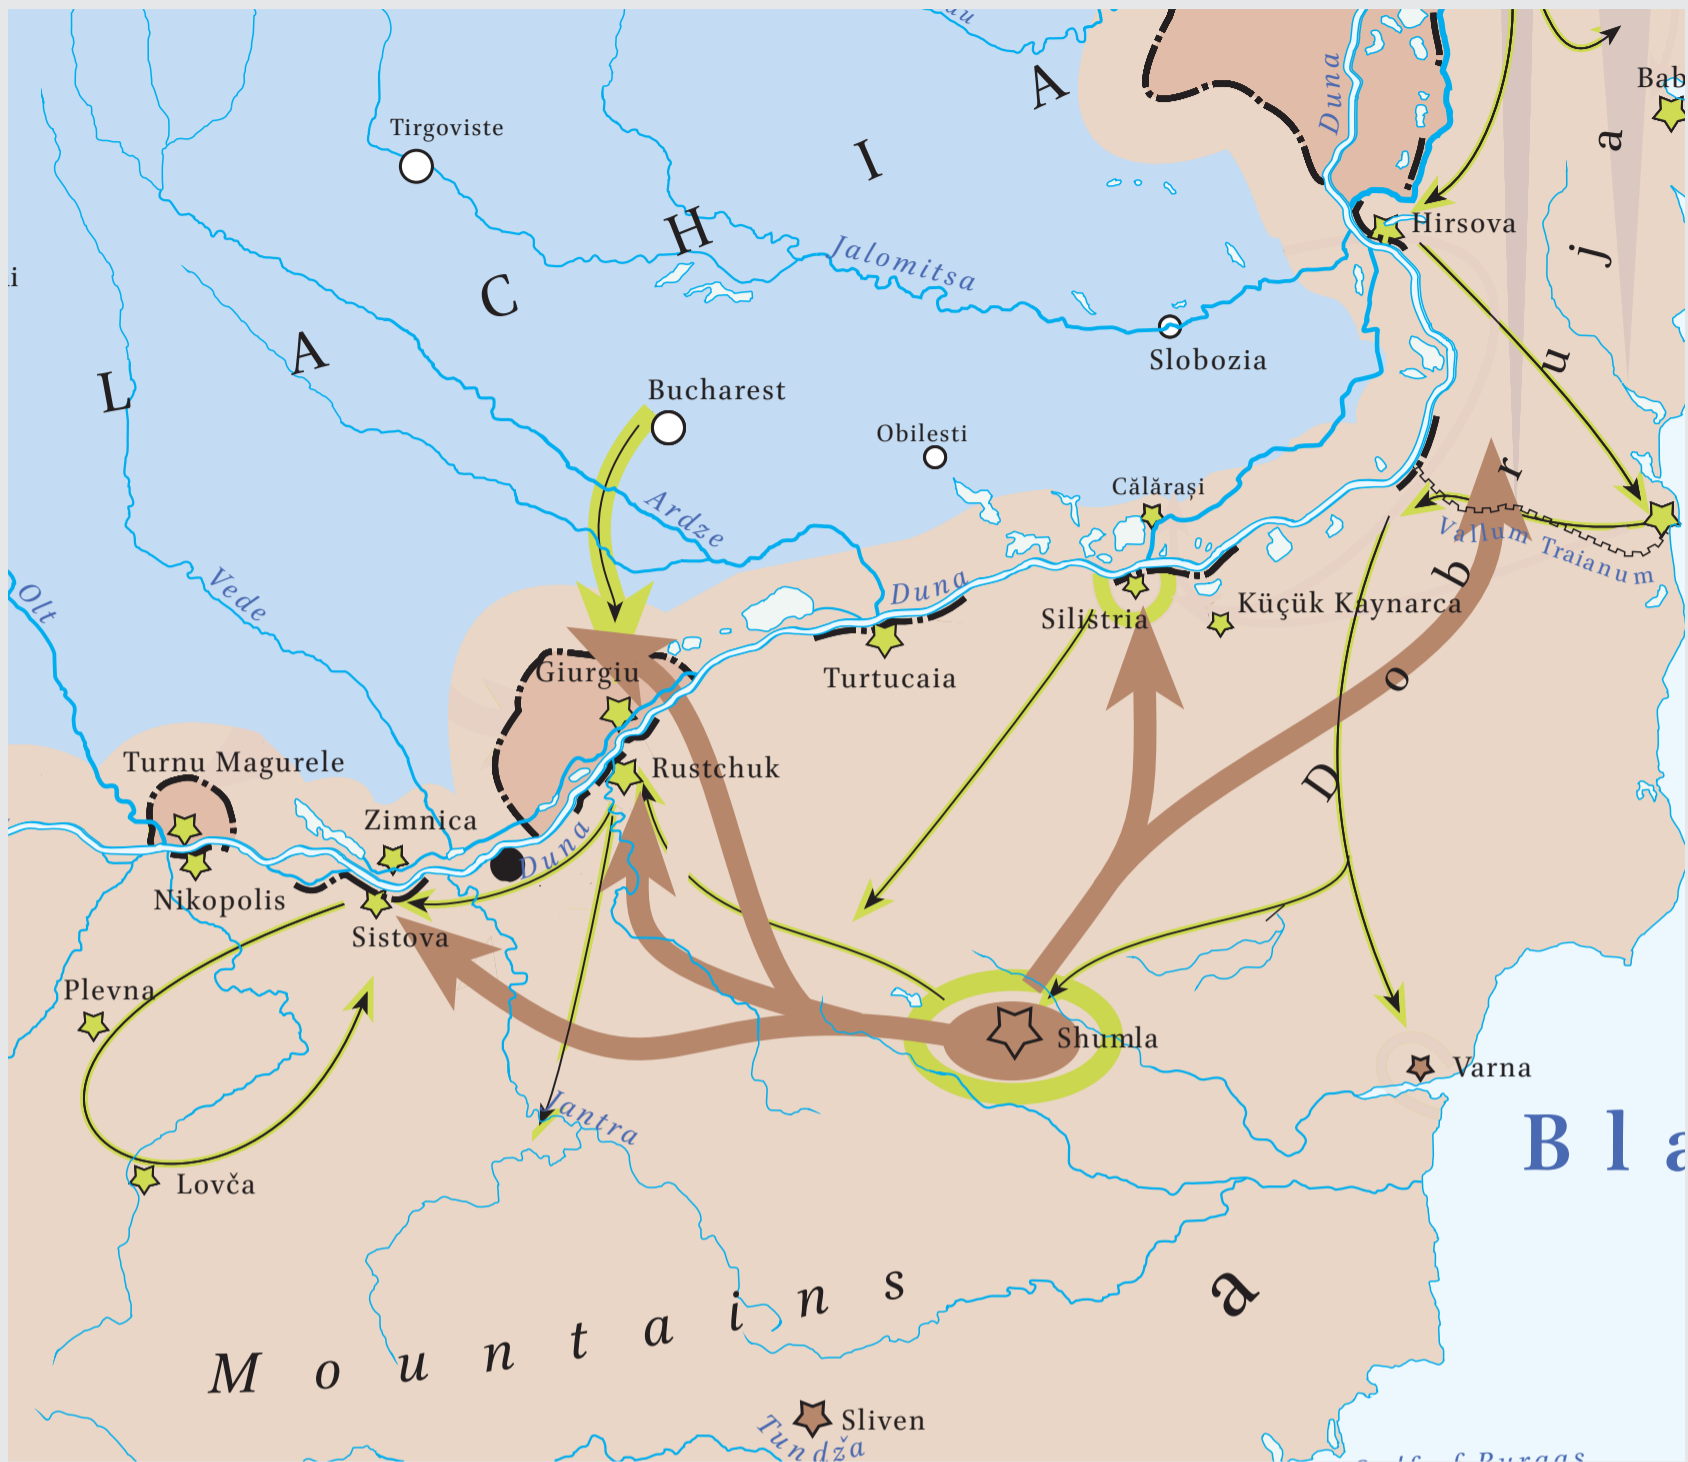 Tirgoviste
Duna
Hirsova
Jalomitsa
Slobozia
Bucharest
Obilesti
Călărași
Ardze
Vallum Traianum
Olt
Vede
Duna
Silistria
Küçük Kaynarca
Giurgiu
Turtucaia
Turnu Magurele
Rustchuk
Zimnica
Duna
Nikopolis
Sistova
Plevna
Shumla
Varna
Jantra
Lovča
L A C H I A
D o b r u j a
Mountains
a
Sliven
Tundža